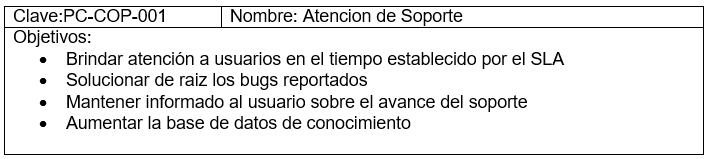 Clave:PC-COP-001 Nombre: Atencion de Soporte
Objetivos:
• Brindar atención a usuarios en el tiempo establecido por el SLA
• Solucionar de raiz los bugs reportados
• Mantener informado al usuario sobre el avance del soporte
• Aumentar la base de datos de conocimiento